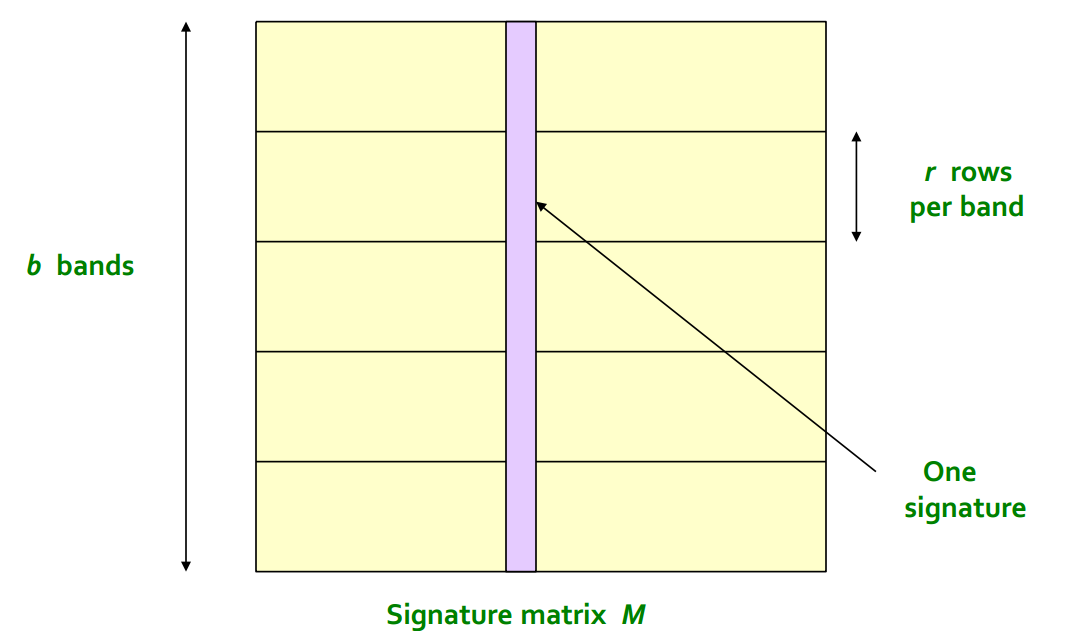 r rows
per band
b bands
One
signature
Signature matrix M